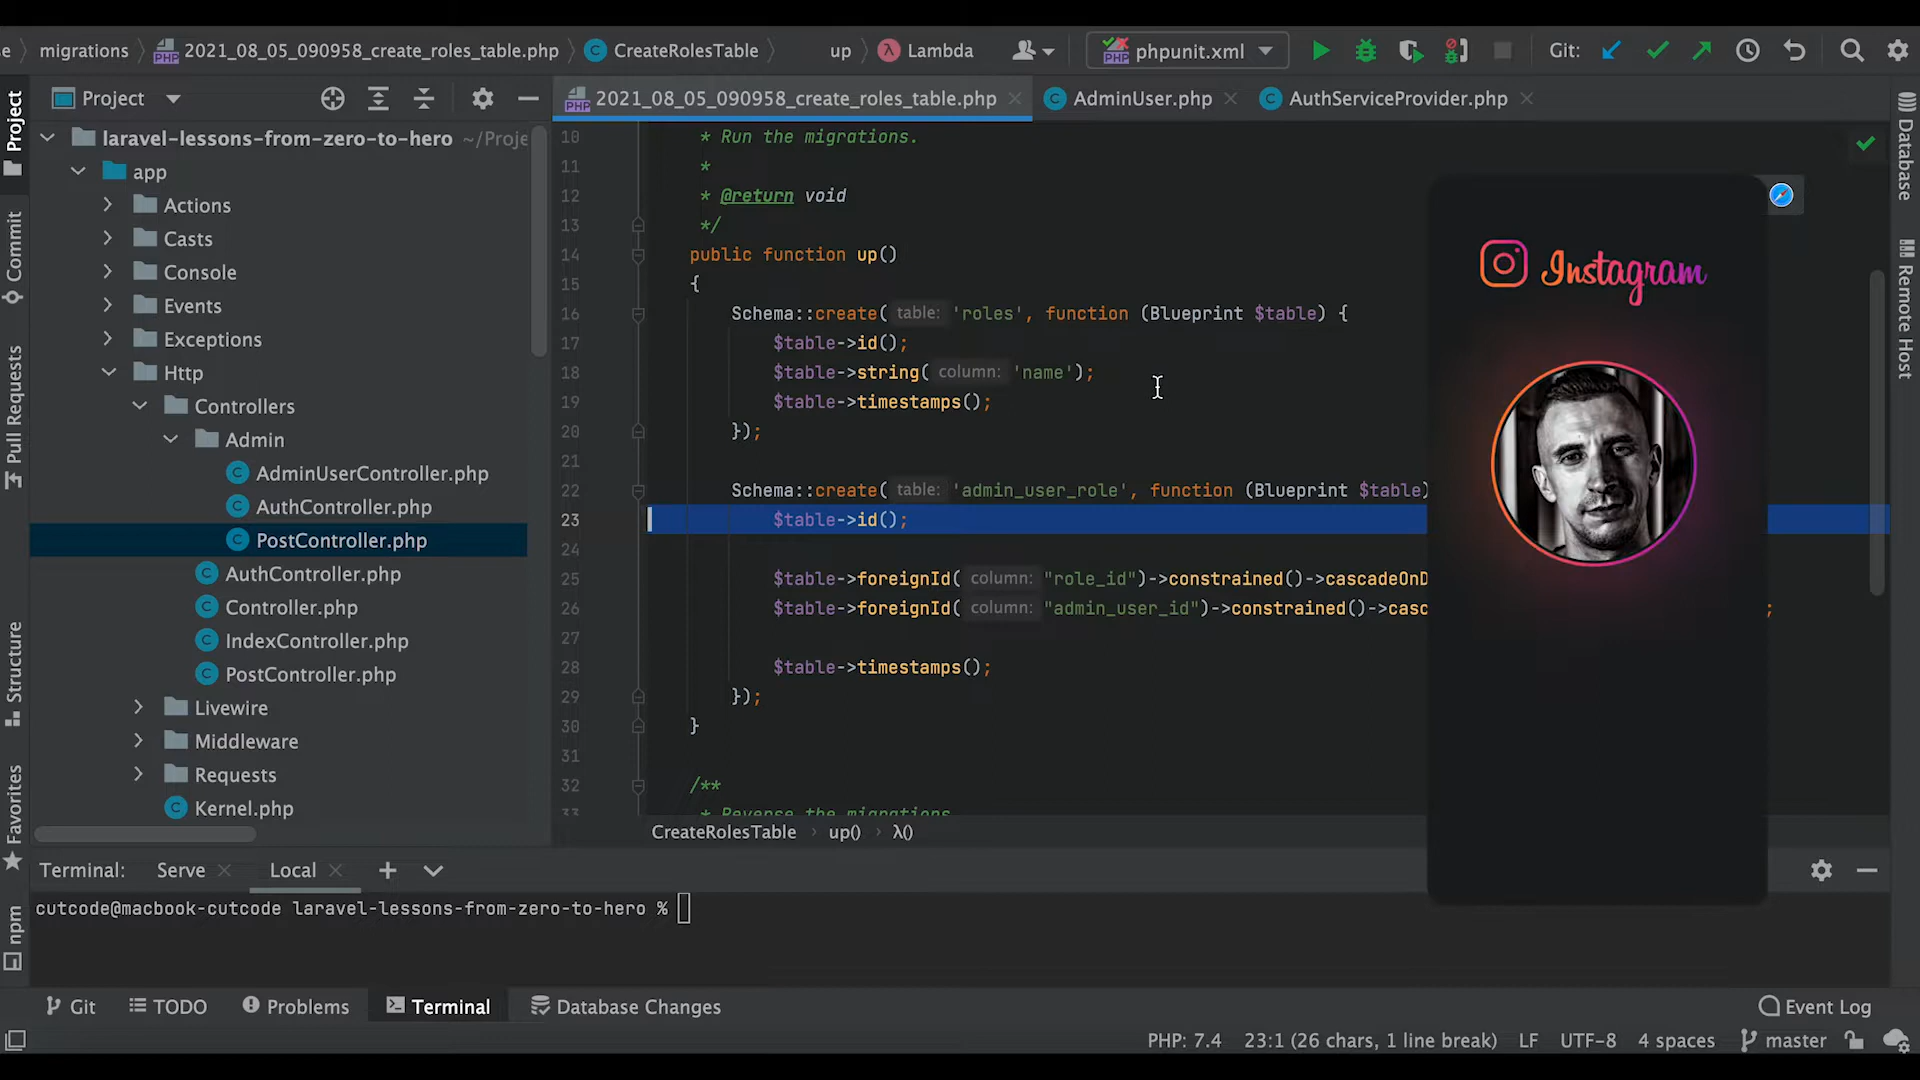 e migrations 2021_08_05_090958_create_roles_table.php CreateRolesTable up Lambda phpunit.xml Git:
Project
2021_08_05_090958_create_roles_table.php AdminUser.php AuthServiceProvider.php
laravel-lessons-from-zero-to-hero ~/Proje
app
Actions
Casts
Console
Events
Exceptions
Http
Controllers
Admin
AdminUserController.php
AuthController.php
PostController.php
AuthController.php
Controller.php
IndexController.php
PostController.php
Livewire
Middleware
Requests
Kernel.php
Project
Commit
Pull Requests
Structure
Favorites
npm
10 * Run the migrations.
11 *
12 * @return void
13 */
14 public function up()
15 {
16 Schema::create( table: 'roles', function (Blueprint $table) {
17 $table->id();
18 $table->string( column: 'name');
19 $table->timestamps();
20 });
21
22 Schema::create( table: 'admin_user_role', function (Blueprint $table)
23 $table->id();
24
25 $table->foreignId( column: "role_id")->constrained()->cascadeOnD
26 $table->foreignId( column: "admin_user_id")->constrained()->casc ;
27
28 $table->timestamps();
29 });
30 }
31
32 /**
33 * Reverse the migrations
CreateRolesTable up() λ()
Instagram
Database
Remote Host
Terminal: Serve Local
cutcode@macbook-cutcode laravel-lessons-from-zero-to-hero %
Git TODO Problems Terminal Database Changes Event Log
PHP: 7.4 23:1 (26 chars, 1 line break) LF UTF-8 4 spaces master